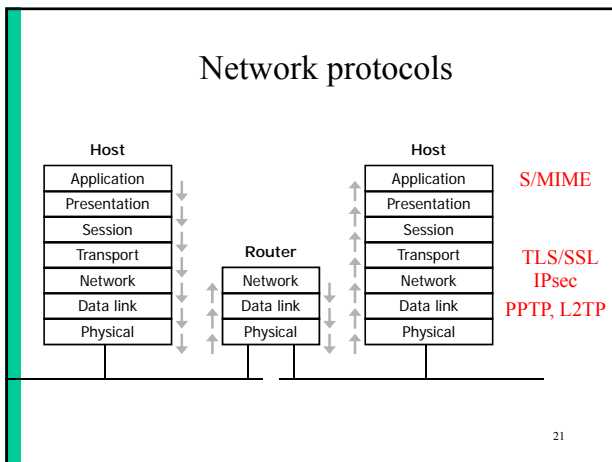 Network protocols
Host
Application
Presentation
Session
Transport
Network
Data link
Physical
Router
Network
Data link
Physical
Host
Application
Presentation
Session
Transport
Network
Data link
Physical
S/MIME
TLS/SSL
IPsec
PPTP, L2TP
21